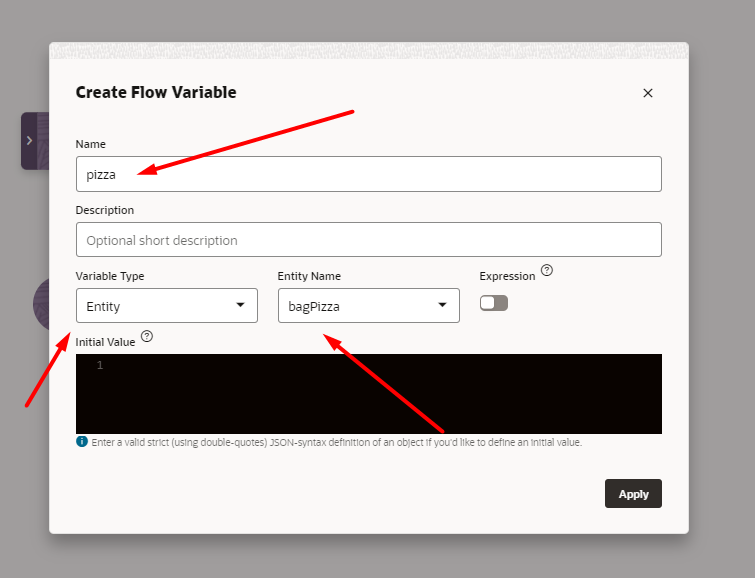 Create Flow Variable
Name
pizza
Description
Optional short description
Variable Type
Entity Name
Expression
Entity
bagPizza
Initial Value
1
Enter a valid strict (using double-quotes) JSON-syntax definition of an object if you'd like to define an initial value.
Apply